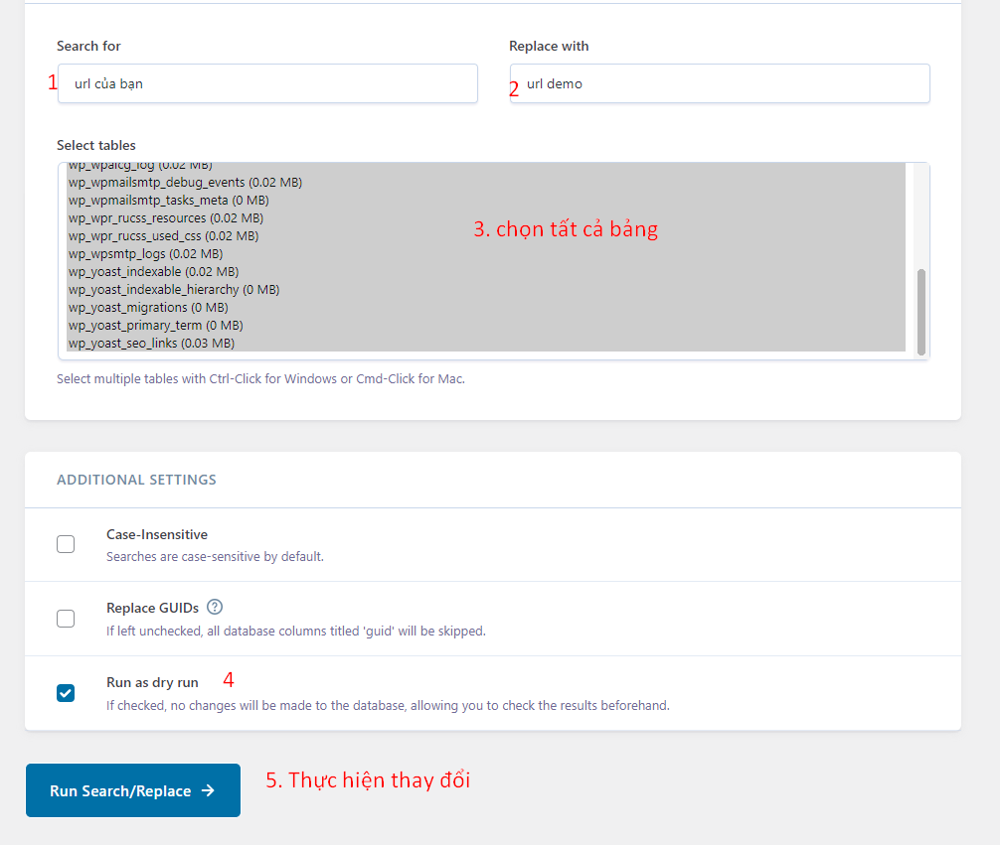 Search for
Replace with
1
url của bạn
2
url demo
Select tables
wp_wpaicg_log (0.02 MB)
wp_wpmailsmtp_debug_events (0.02 MB)
wp_wpmailsmtp_tasks_meta (0 MB)
wp_wpr_rucss_resources (0.02 MB)
wp_wpr_rucss_used_css (0.02 MB)
wp_wpsmtp_logs (0.02 MB)
wp_yoast_indexable (0.02 MB)
wp_yoast_indexable_hierarchy (0 MB)
wp_yoast_migrations (0 MB)
wp_yoast_primary_term (0 MB)
wp_yoast_seo_links (0.03 MB)
3. chọn tất cả bảng
Select multiple tables with Ctrl-Click for Windows or Cmd-Click for Mac.
ADDITIONAL SETTINGS
Case-Insensitive
Searches are case-sensitive by default.
Replace GUIDs ?
If left unchecked, all database columns titled 'guid' will be skipped.
Run as dry run 4
If checked, no changes will be made to the database, allowing you to check the results beforehand.
Run Search/Replace →
5. Thực hiện thay đổi